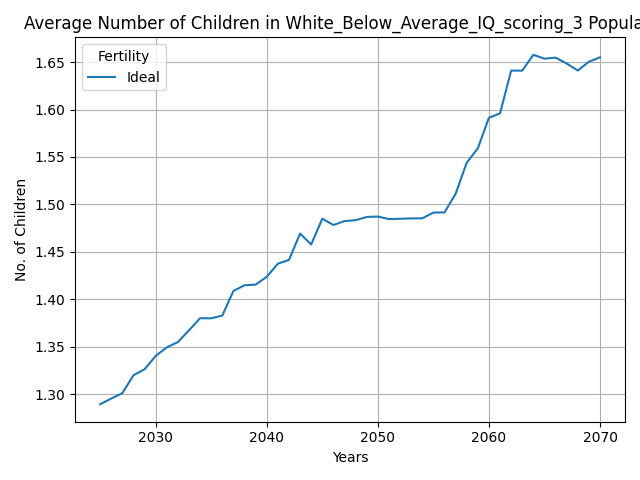 Average Number of Children in White_Below_Average_IQ_scoring_3 Popula
Fertility
Ideal
No. of Children
1.65
1.60
1.55
1.50
1.45
1.40
1.35
1.30
2030 2040 2050 2060 2070
Years